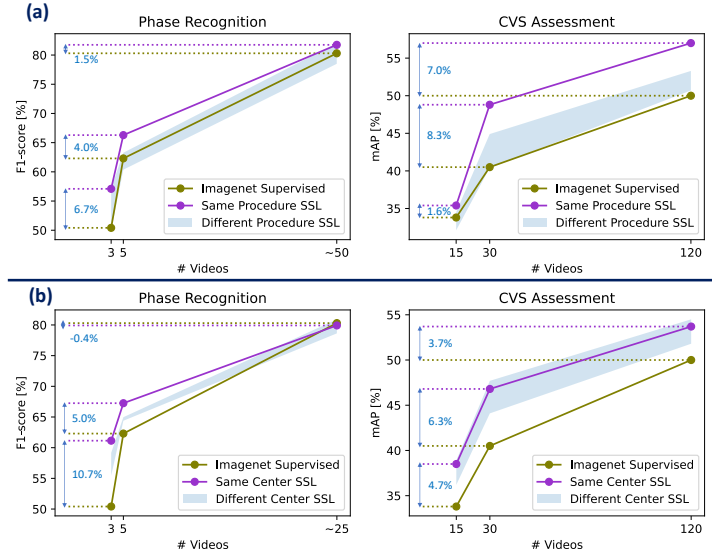 (a)
Phase Recognition
F1-score [%]
80
75
70
65
60
55
50
1.5%
4.0%
6.7%
Imagenet Supervised
Same Procedure SSL
Different Procedure SSL
3 5
~50
# Videos
CVS Assessment
mAP [%]
55
50
45
40
35
7.0%
8.3%
1.6%
Imagenet Supervised
Same Procedure SSL
Different Procedure SSL
15
30
120
# Videos
(b)
Phase Recognition
F1-score [%]
80
75
70
65
60
55
50
-0.4%
5.0%
10.7%
Imagenet Supervised
Same Center SSL
Different Center SSL
3 5
~25
# Videos
CVS Assessment
mAP [%]
55
50
45
40
35
3.7%
6.3%
4.7%
Imagenet Supervised
Same Center SSL
Different Center SSL
15
30
120
# Videos